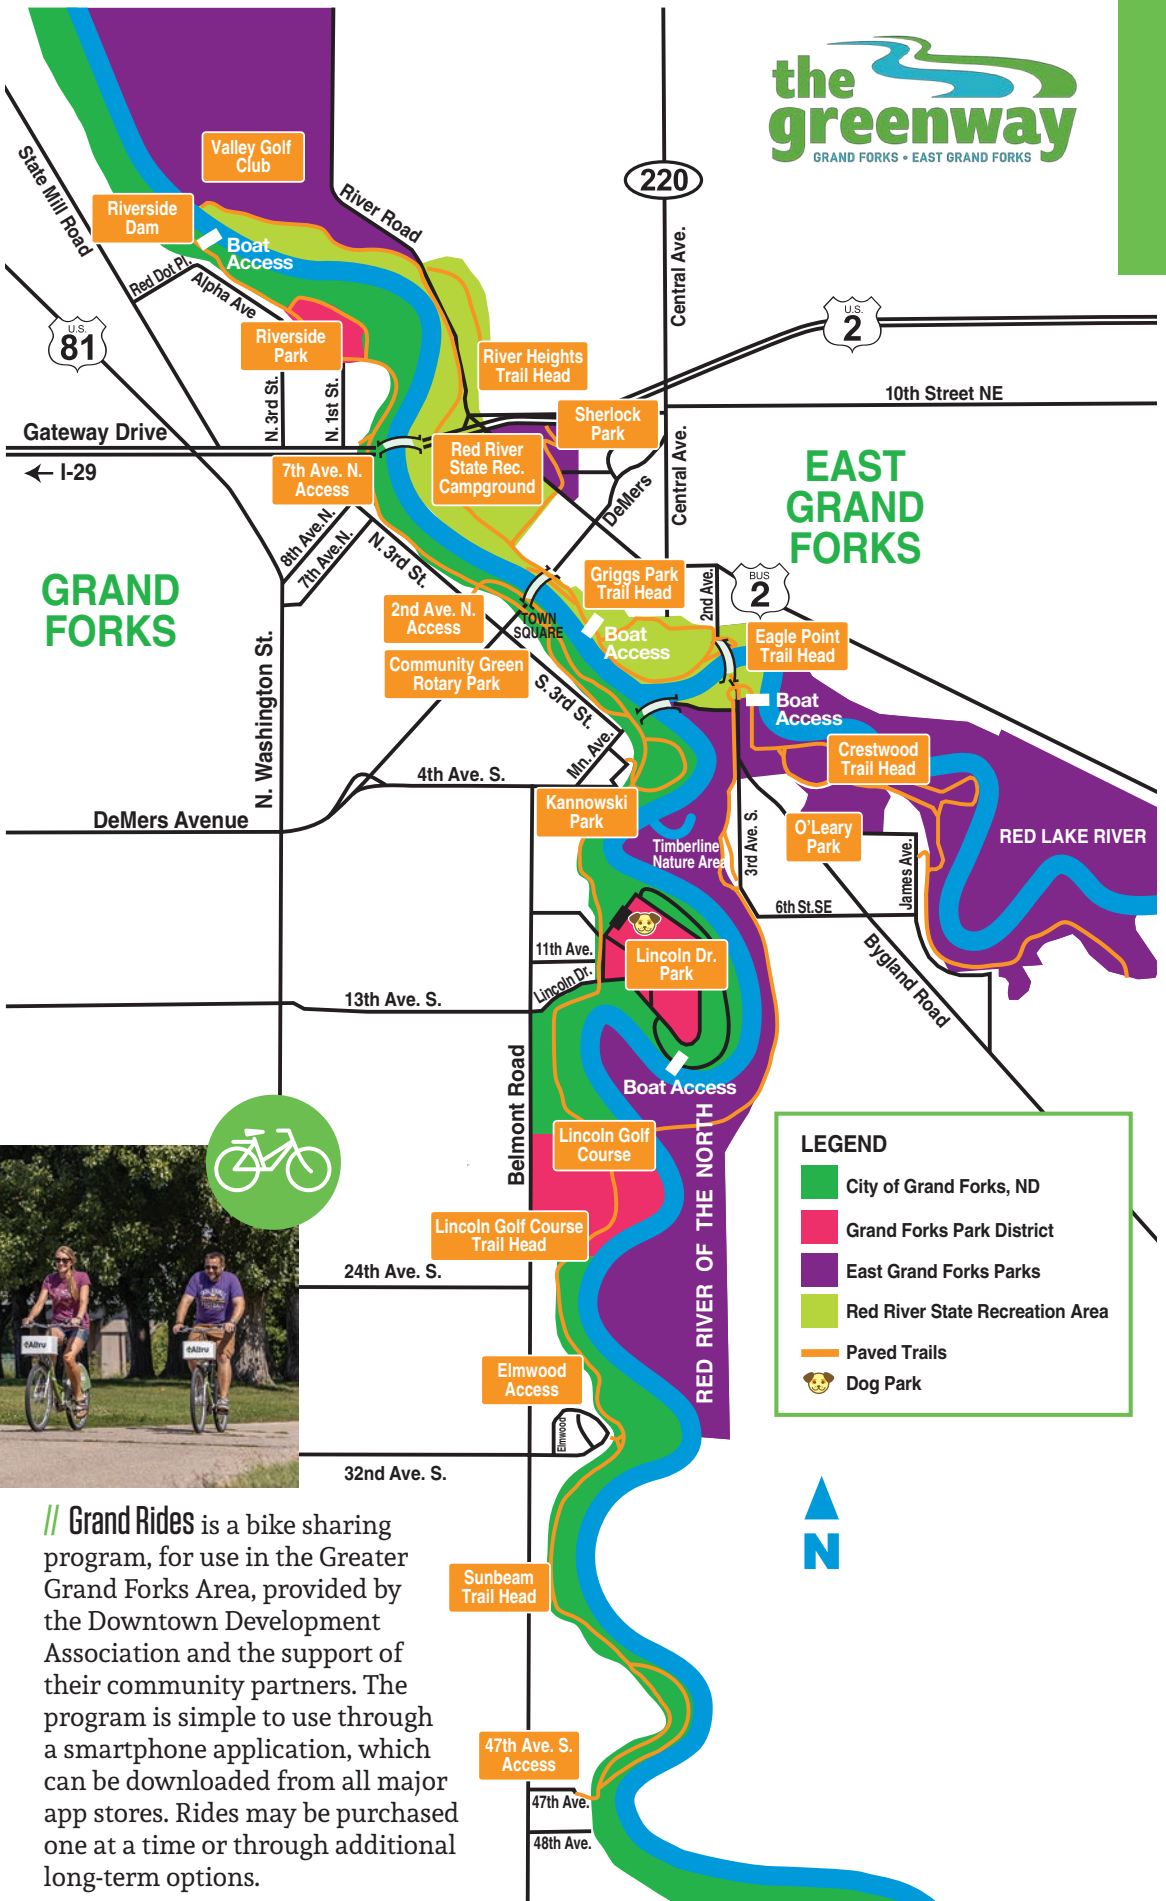 the
greenway
GRAND FORKS • EAST GRAND FORKS
Valley Golf
Club
Riverside
Dam
State Mill Road
River Road
220
Boat
Access
Red Dot Pl.
Alpha Ave
Central Ave.
U.S.
81
U.S.
2
Riverside
Park
River Heights
Trail Head
N. 3rd St.
N. 1st St.
10th Street NE
Sherlock
Park
Gateway Drive
I-29
Red River
State Rec.
Campground
7th Ave. N.
Access
DeMers
Central Ave.
EAST
GRAND
FORKS
8th Ave.N.
7th Ave.N.
N. 3rd St.
GRAND
FORKS
Griggs Park
Trail Head
2nd Ave.
BUS
2
2nd Ave. N.
Access
TOWN
SQUARE
Boat
Access
Eagle Point
Trail Head
Community Green
Rotary Park
S. 3rd St.
Boat
Access
N. Washington St.
Mn. Ave.
Crestwood
Trail Head
4th Ave. S.
DeMers Avenue
Kannowski
Park
Timberline
Nature Area
3rd Ave. S.
O'Leary
Park
RED LAKE RIVER
James Ave.
6th St.SE
11th Ave.
Lincoln Dr.
Lincoln Dr.
Park
Bygland Road
13th Ave. S.
Belmont Road
Boat Access
RED RIVER OF THE NORTH
Lincoln Golf
Course
Lincoln Golf Course
Trail Head
24th Ave. S.
LEGEND
City of Grand Forks, ND
Grand Forks Park District
East Grand Forks Parks
Red River State Recreation Area
Paved Trails
Dog Park
Altru
Altru
Elmwood
Access
Elmwood
32nd Ave. S.
N
Sunbeam
Trail Head
47th Ave. S.
Access
47th Ave.
48th Ave.
// Grand Rides is a bike sharing
program, for use in the Greater
Grand Forks Area, provided by
the Downtown Development
Association and the support of
their community partners. The
program is simple to use through
a smartphone application, which
can be downloaded from all major
app stores. Rides may be purchased
one at a time or through additional
long-term options.